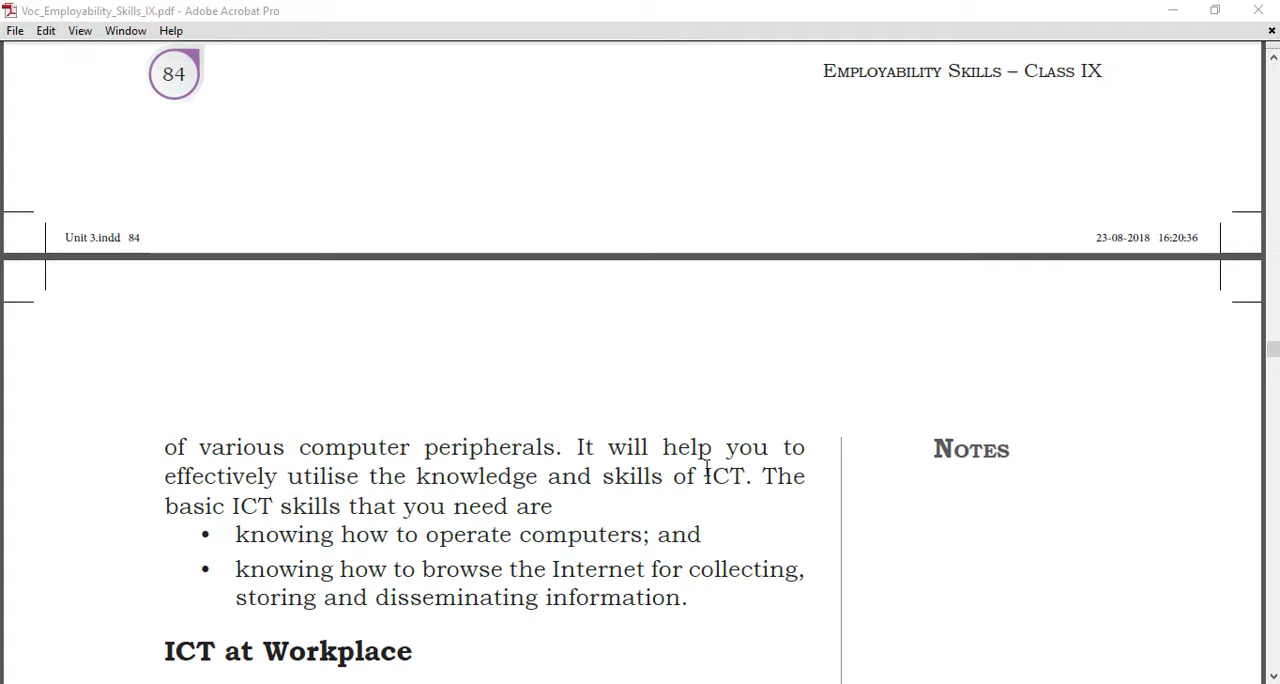 Voc_Employability_Skills_IX.pdf - Adobe Acrobat Pro
File Edit View Window Help
84
Employability Skills – Class IX
Unit 3.indd 84
23-08-2018 16:20:36
of various computer peripherals. It will help you to
effectively utilise the knowledge and skills of ICT. The
basic ICT skills that you need are
• knowing how to operate computers; and
• knowing how to browse the Internet for collecting,
storing and disseminating information.
Notes
ICT at Workplace